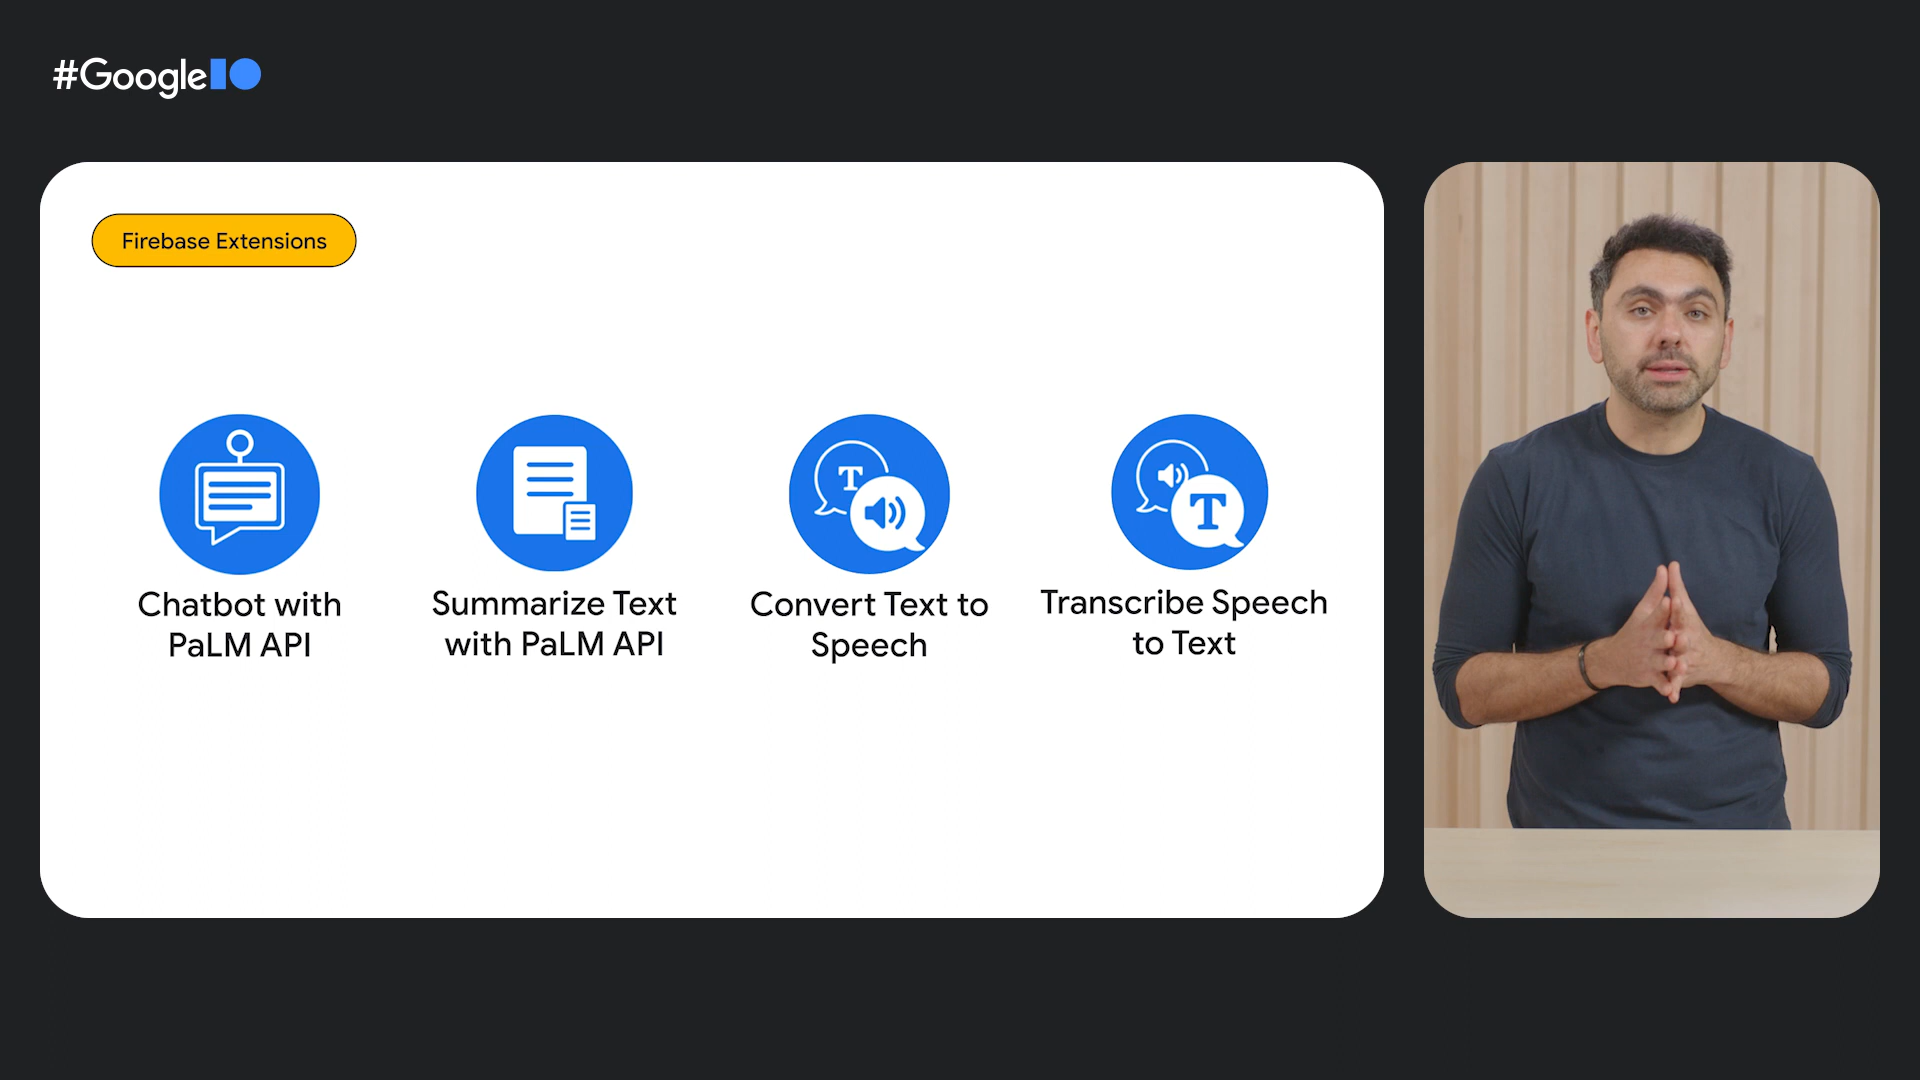 #GoogleIO
Firebase Extensions
Chatbot with
PaLM API
Summarize Text
with PaLM API
Convert Text to
Speech
Transcribe Speech
to Text
T
T